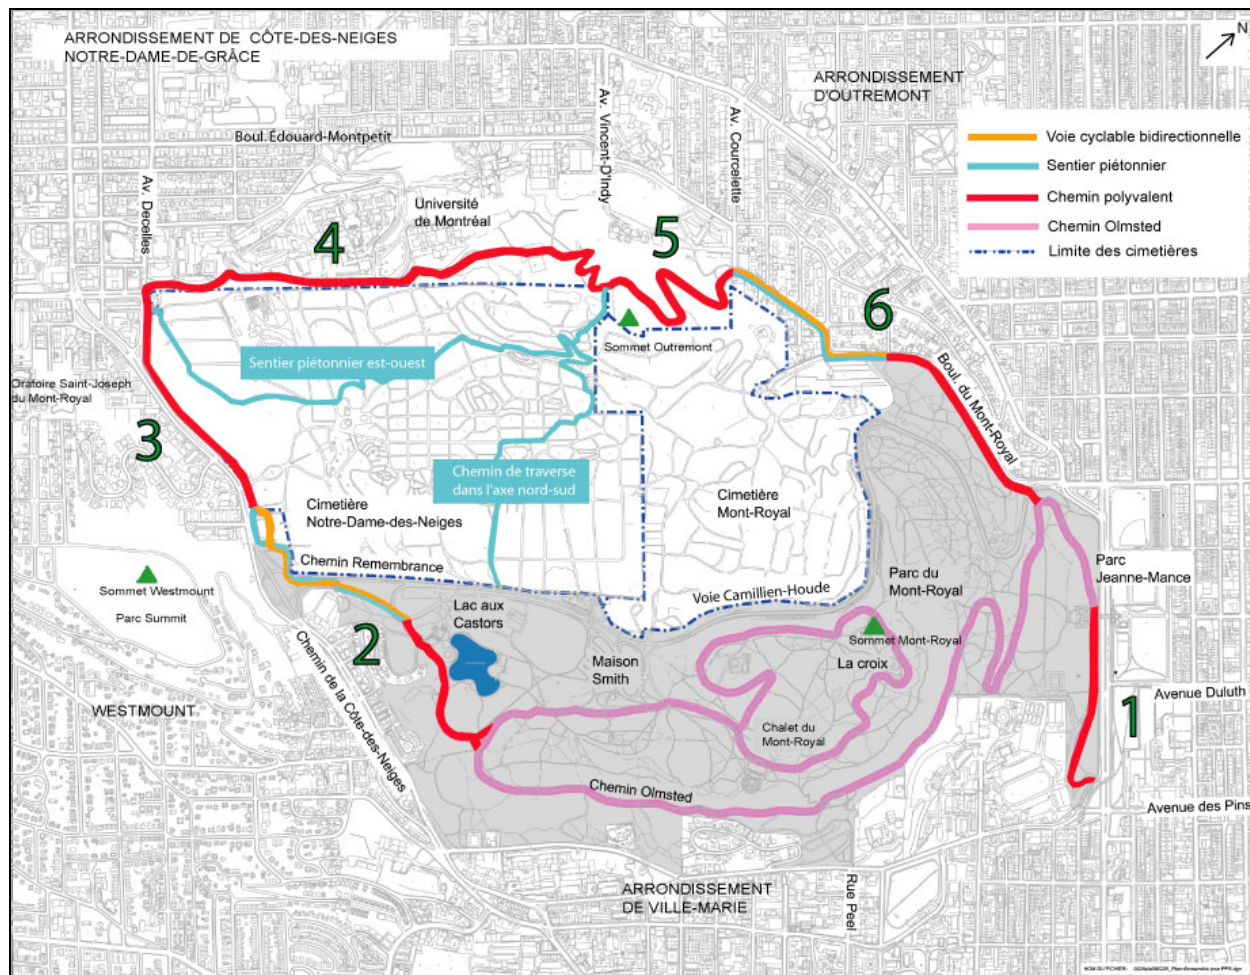 ARRONDISSEMENT DE CÔTE-DES-NEIGES
NOTRE-DAME-DE-GRÂCE
N
ARRONDISSEMENT
D'OUTREMONT
Voie cyclable bidirectionnelle
Sentier piétonnier
Chemin polyvalent
Chemin Olmsted
Limite des cimetières
Boul. Édouard-Montpetit
Av. Vincent-D'Indy
Av. Courcelette
Av. Decelles
Université
de Montréal
4
5
6
Sommet Outremont
Sentier piétonnier est-ouest
Oratoire Saint-Joseph
du Mont-Royal
Boul. du Mont-Royal
3
Chemin de traverse
dans l'axe nord-sud
Cimetière
Notre-Dame-des-Neiges
Cimetière
Mont-Royal
Chemin Remembrance
Parc
Jeanne-Mance
Parc du
Mont-Royal
Voie Camillien-Houde
Sommet Westmount
Parc Summit
Lac aux
Castors
2
Sommet Mont-Royal
La croix
Maison
Smith
Chemin de la Côte-des-Neiges
WESTMOUNT
Avenue Duluth
1
Chalet du
Mont-Royal
Chemin Olmsted
Avenue des Pins
Rue Peel
ARRONDISSEMENT
DE VILLE-MARIE